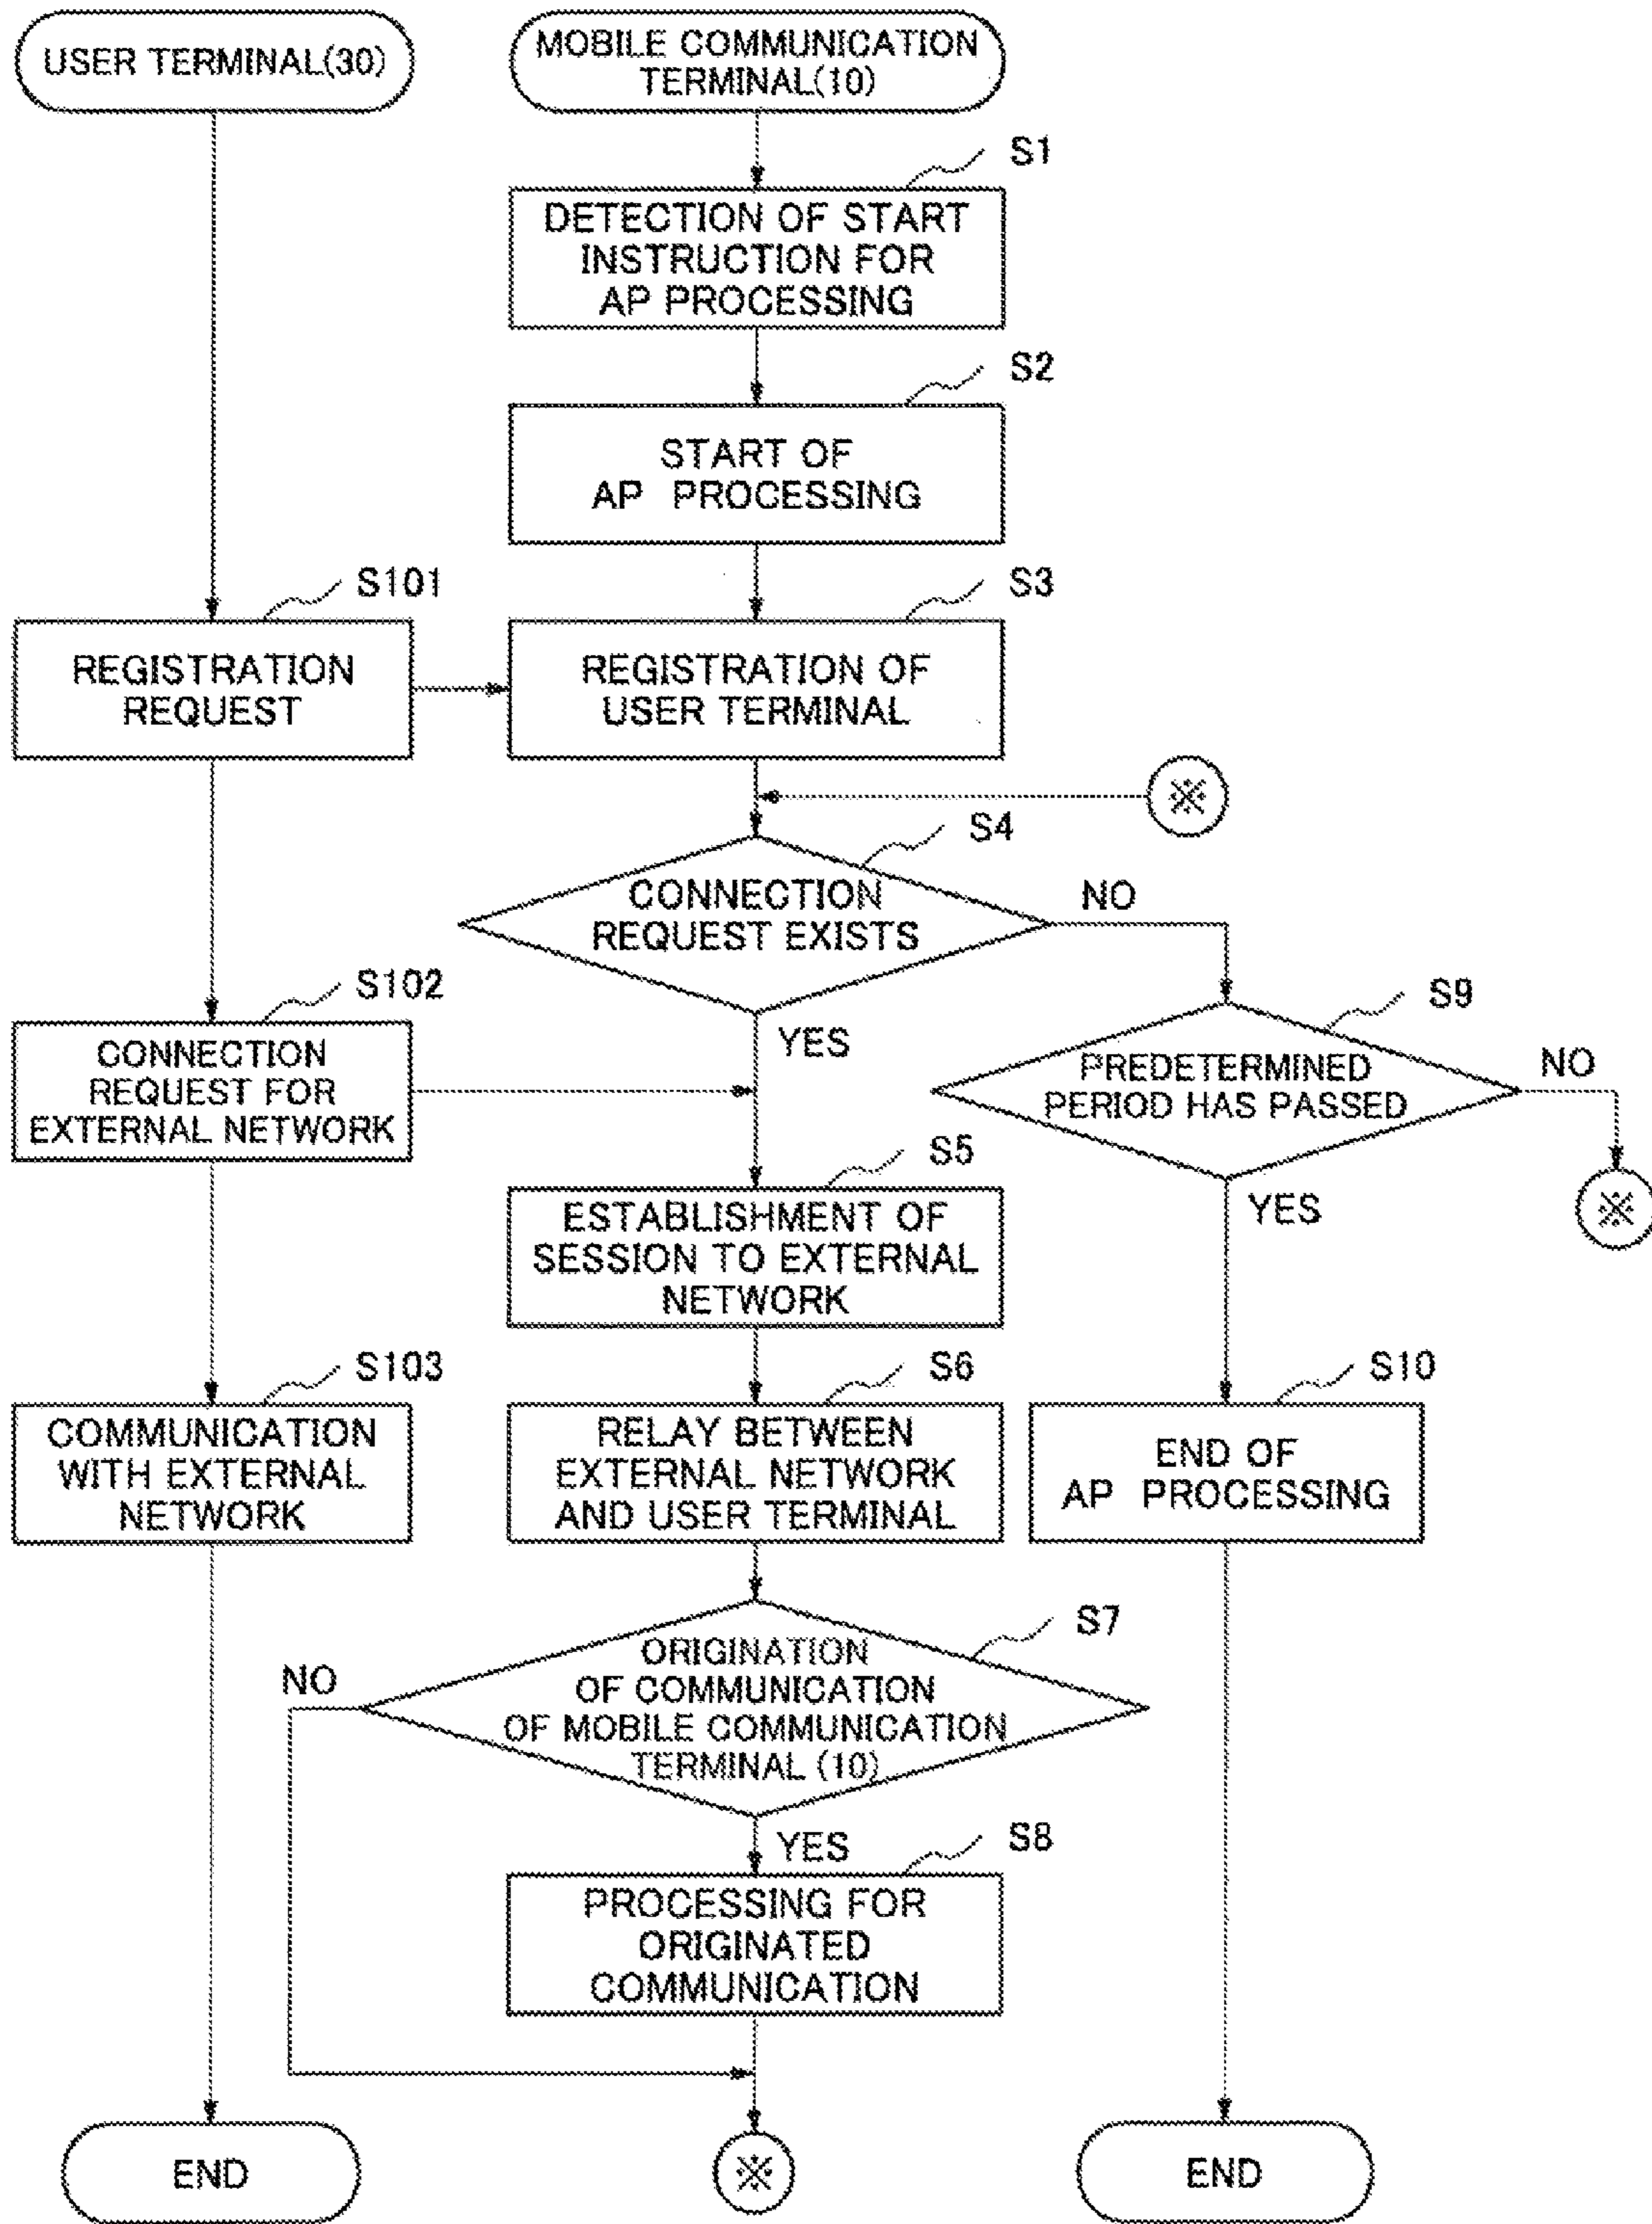 USER TERMINAL(30)
MOBILE COMMUNICATION
TERMINAL(10)
S1
DETECTION OF START
INSTRUCTION FOR
AP PROCESSING
S2
START OF
AP PROCESSING
S101
REGISTRATION
REQUEST
S3
REGISTRATION OF
USER TERMINAL
※
S4
CONNECTION
REQUEST EXISTS
NO
YES
S102
CONNECTION
REQUEST FOR
EXTERNAL NETWORK
S9
PREDETERMINED
PERIOD HAS PASSED
NO
※
YES
S5
ESTABLISHMENT OF
SESSION TO EXTERNAL
NETWORK
S103
COMMUNICATION
WITH EXTERNAL
NETWORK
S6
RELAY BETWEEN
EXTERNAL NETWORK
AND USER TERMINAL
S10
END OF
AP PROCESSING
S7
ORIGINATION
OF COMMUNICATION
OF MOBILE COMMUNICATION
TERMINAL (10)
NO
YES
S8
PROCESSING FOR
ORIGINATED
COMMUNICATION
END
※
END